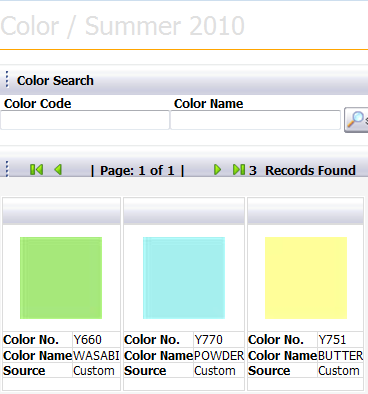 Color / Summer 2010
Color Search
Color Code Color Name
| Page: 1 of 1 | 3 Records Found
Color No. Y660 Color No. Y770 Color No. Y751
Color Name WASABI Color Name POWDER Color Name BUTTER
Source Custom Source Custom Source Custom